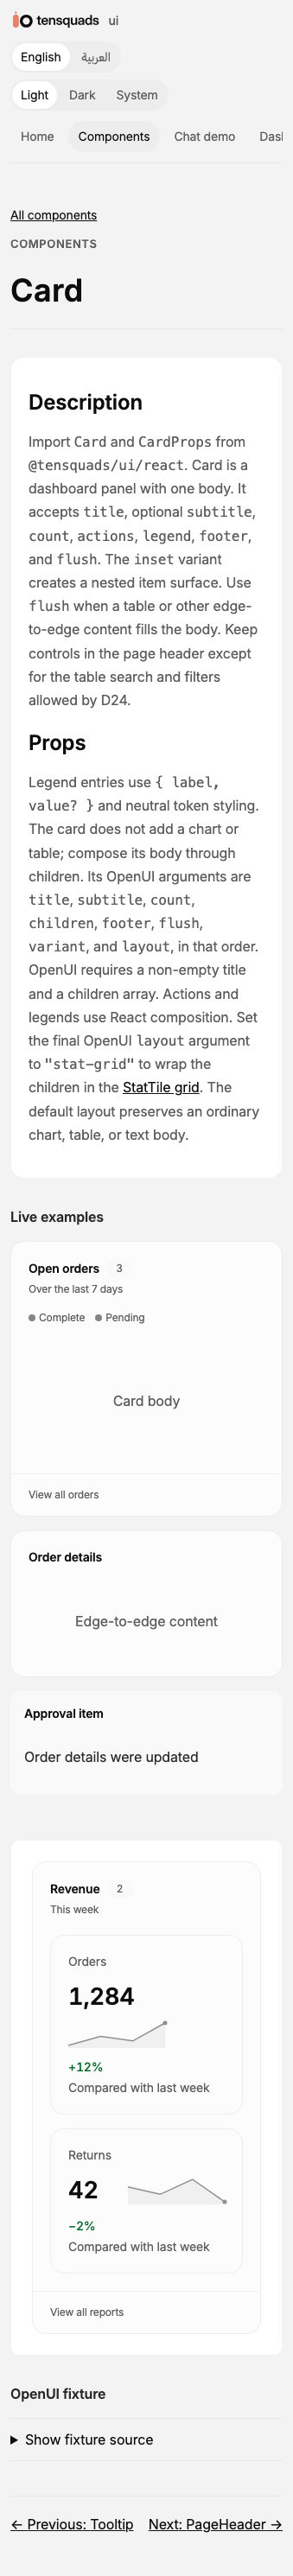 tensquads ui
English العربية
Light Dark System
Home Components Chat demo Dash
All components
COMPONENTS
Card
Description
Import Card and CardProps from
@tensquads/ui/react. Card is a
dashboard panel with one body. It
accepts title, optional subtitle,
count, actions, legend, footer,
and flush. The inset variant
creates a nested item surface. Use
flush when a table or other edge-
to-edge content fills the body. Keep
controls in the page header except
for the table search and filters
allowed by D24.
Props
Legend entries use { label,
value? } and neutral token styling.
The card does not add a chart or
table; compose its body through
children. Its OpenUI arguments are
title, subtitle, count,
children, footer, flush,
variant, and layout, in that order.
OpenUI requires a non-empty title
and a children array. Actions and
legends use React composition. Set
the final OpenUI layout argument
to "stat-grid" to wrap the
children in the StatTile grid. The
default layout preserves an ordinary
chart, table, or text body.
Live examples
Open orders 3
Over the last 7 days
Complete Pending
Card body
View all orders
Order details
Edge-to-edge content
Approval item
Order details were updated
Revenue 2
This week
Orders
1,284
+12%
Compared with last week
Returns
42
−2%
Compared with last week
View all reports
OpenUI fixture
▶ Show fixture source
← Previous: Tooltip Next: PageHeader →